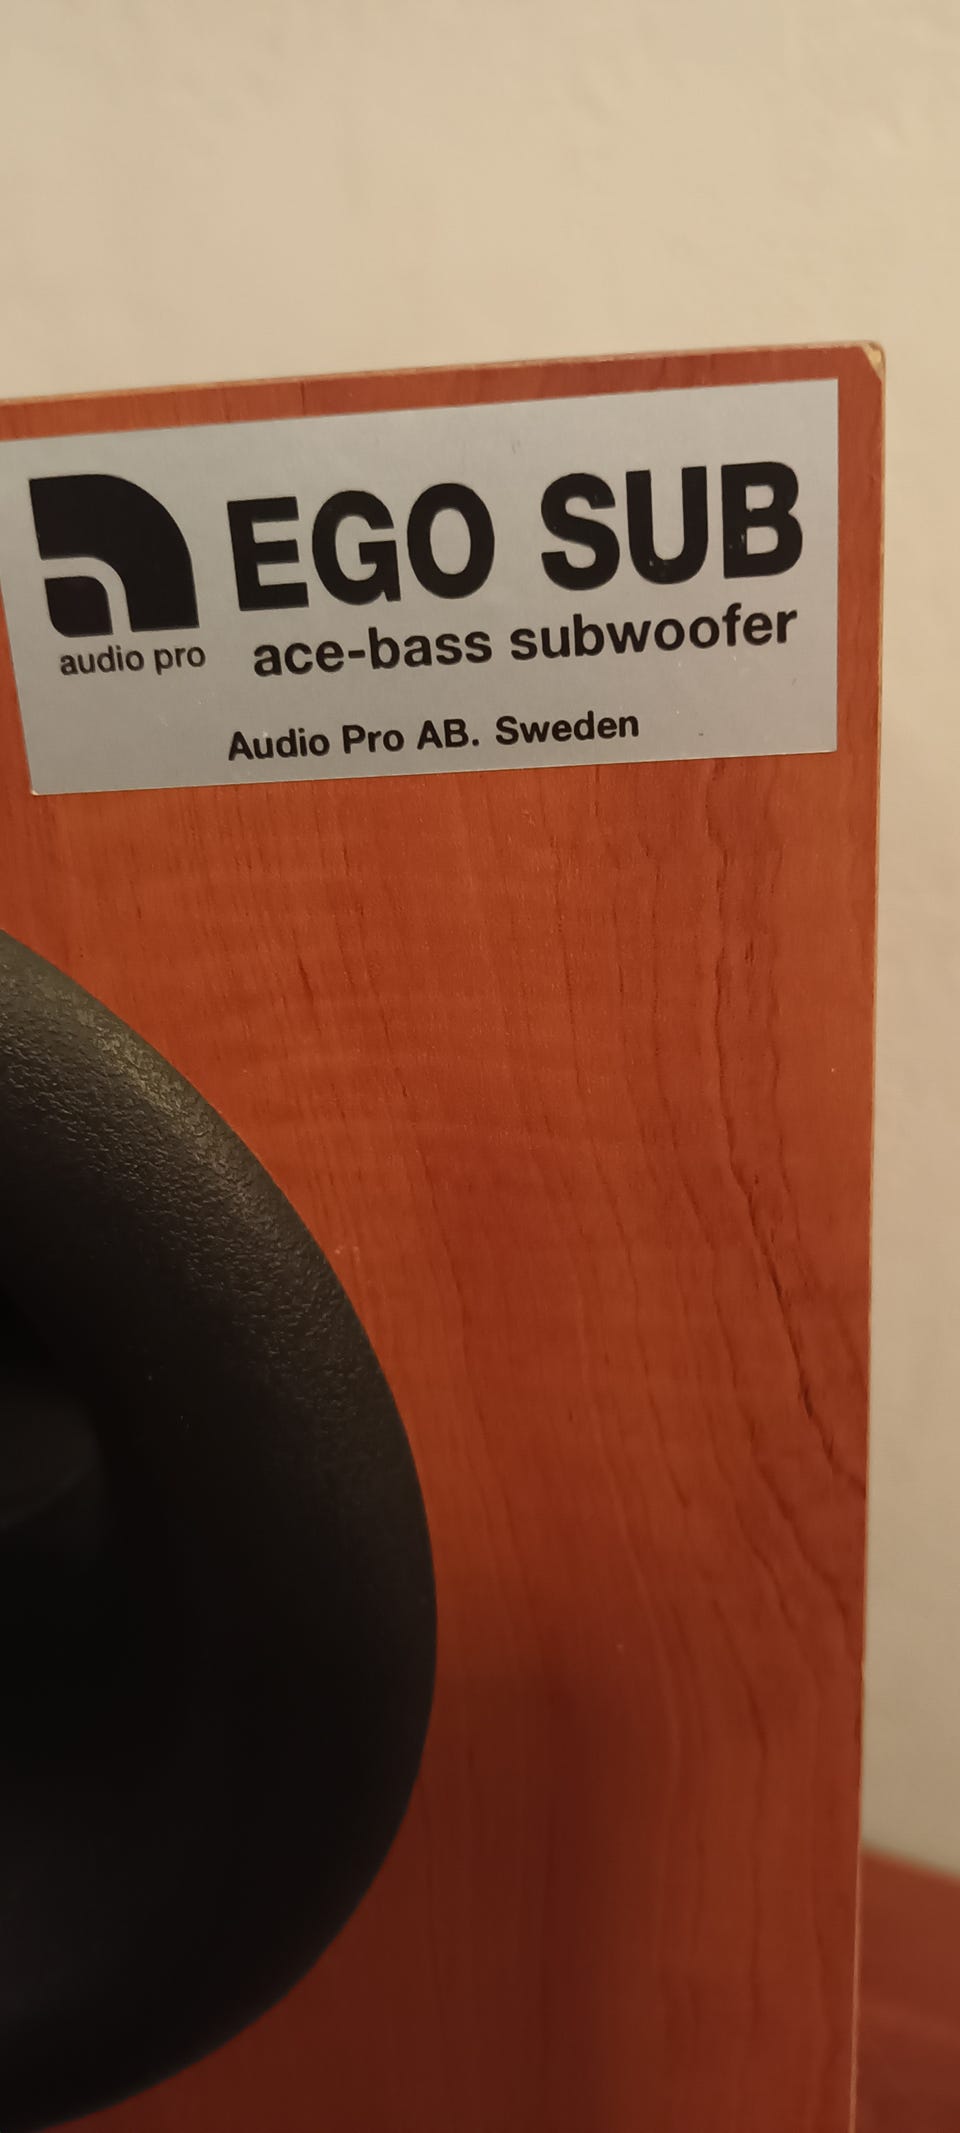 EGO SUB
audio pro
ace-bass subwoofer
Audio Pro AB. Sweden